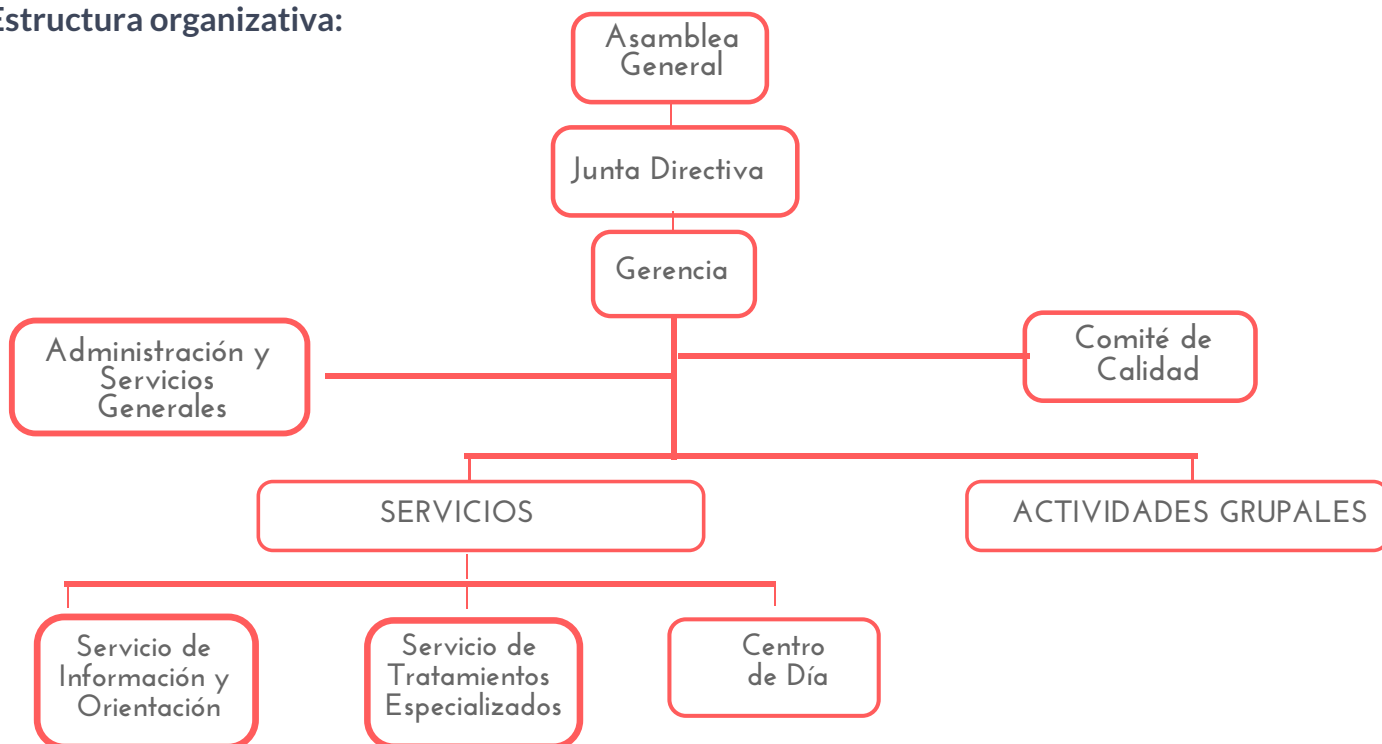 Estructura organizativa:
Asamblea
General
Junta Directiva
Gerencia
Administración y
Servicios
Generales
Comité de
Calidad
SERVICIOS
ACTIVIDADES GRUPALES
Servicio de
Información y
Orientación
Servicio de
Tratamientos
Especializados
Centro
de Día